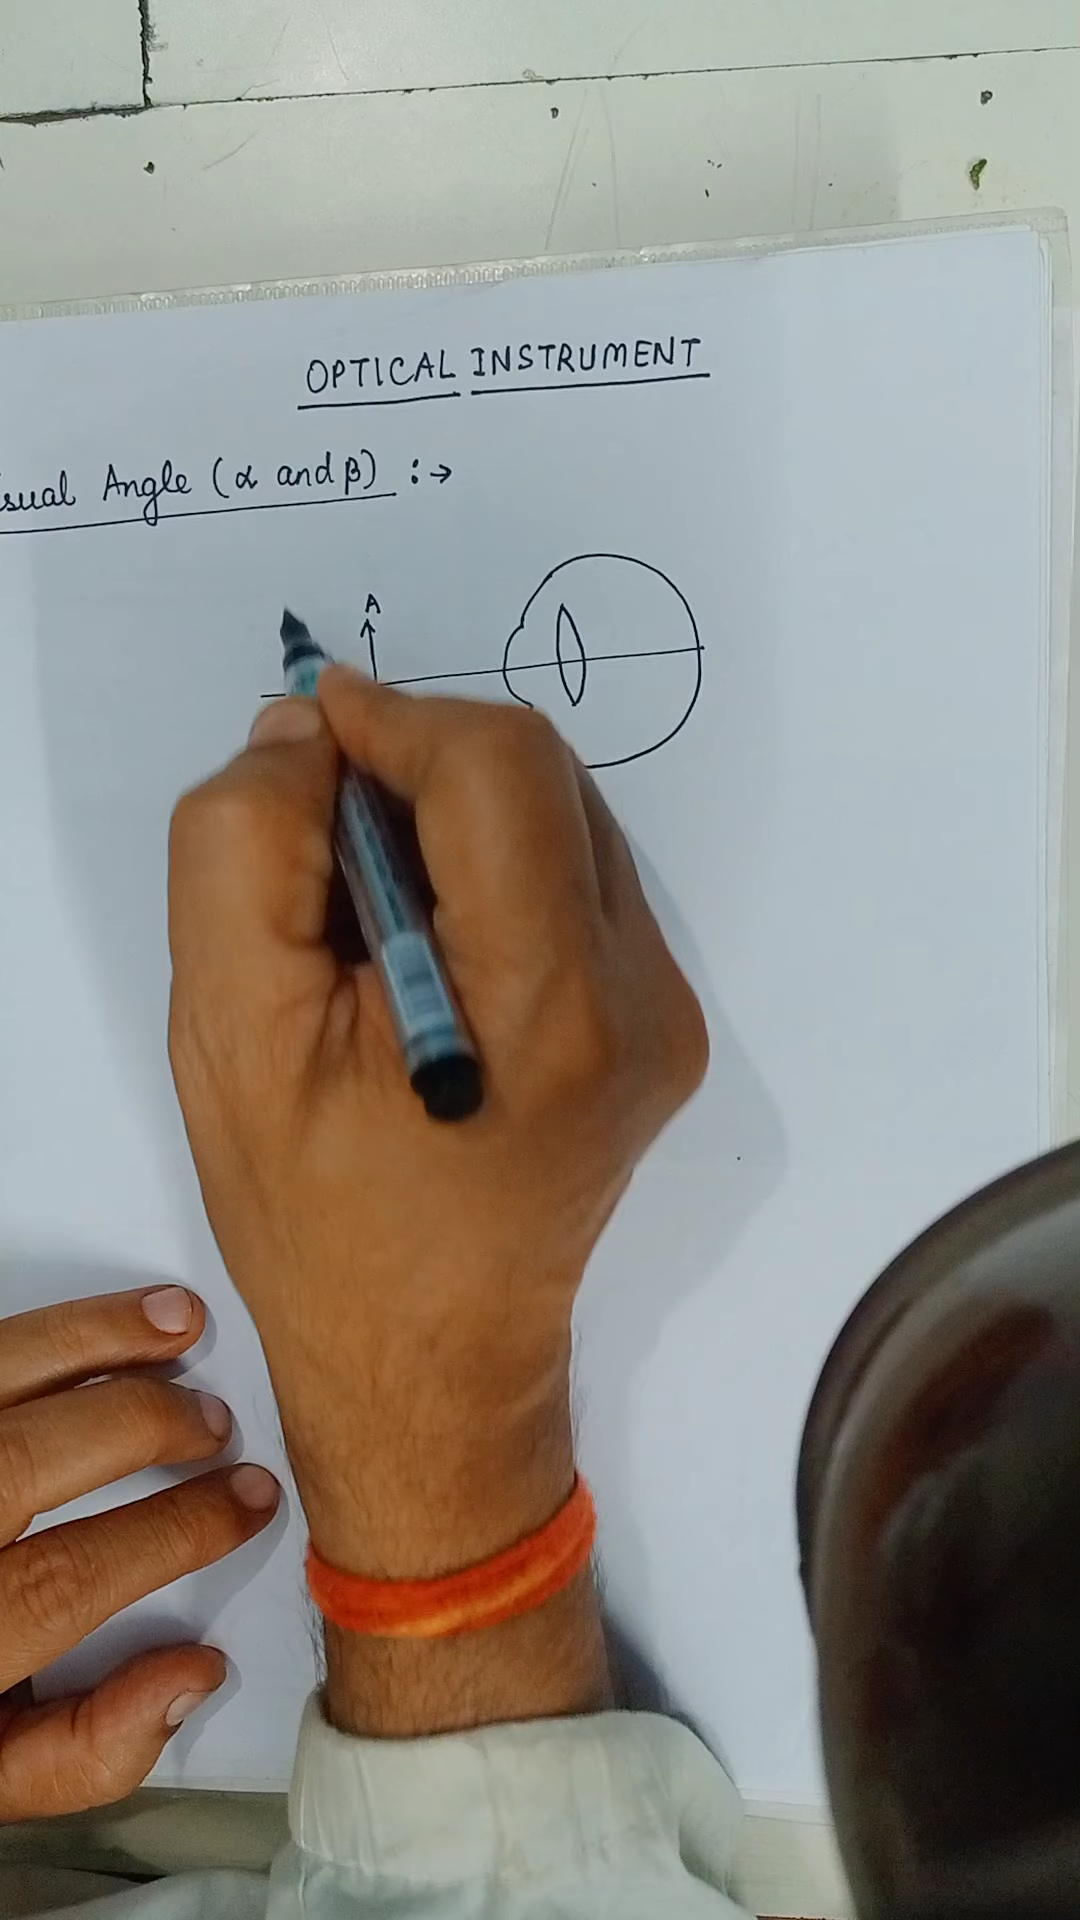 OPTICAL INSTRUMENT
sual Angle (α and β) :→
A